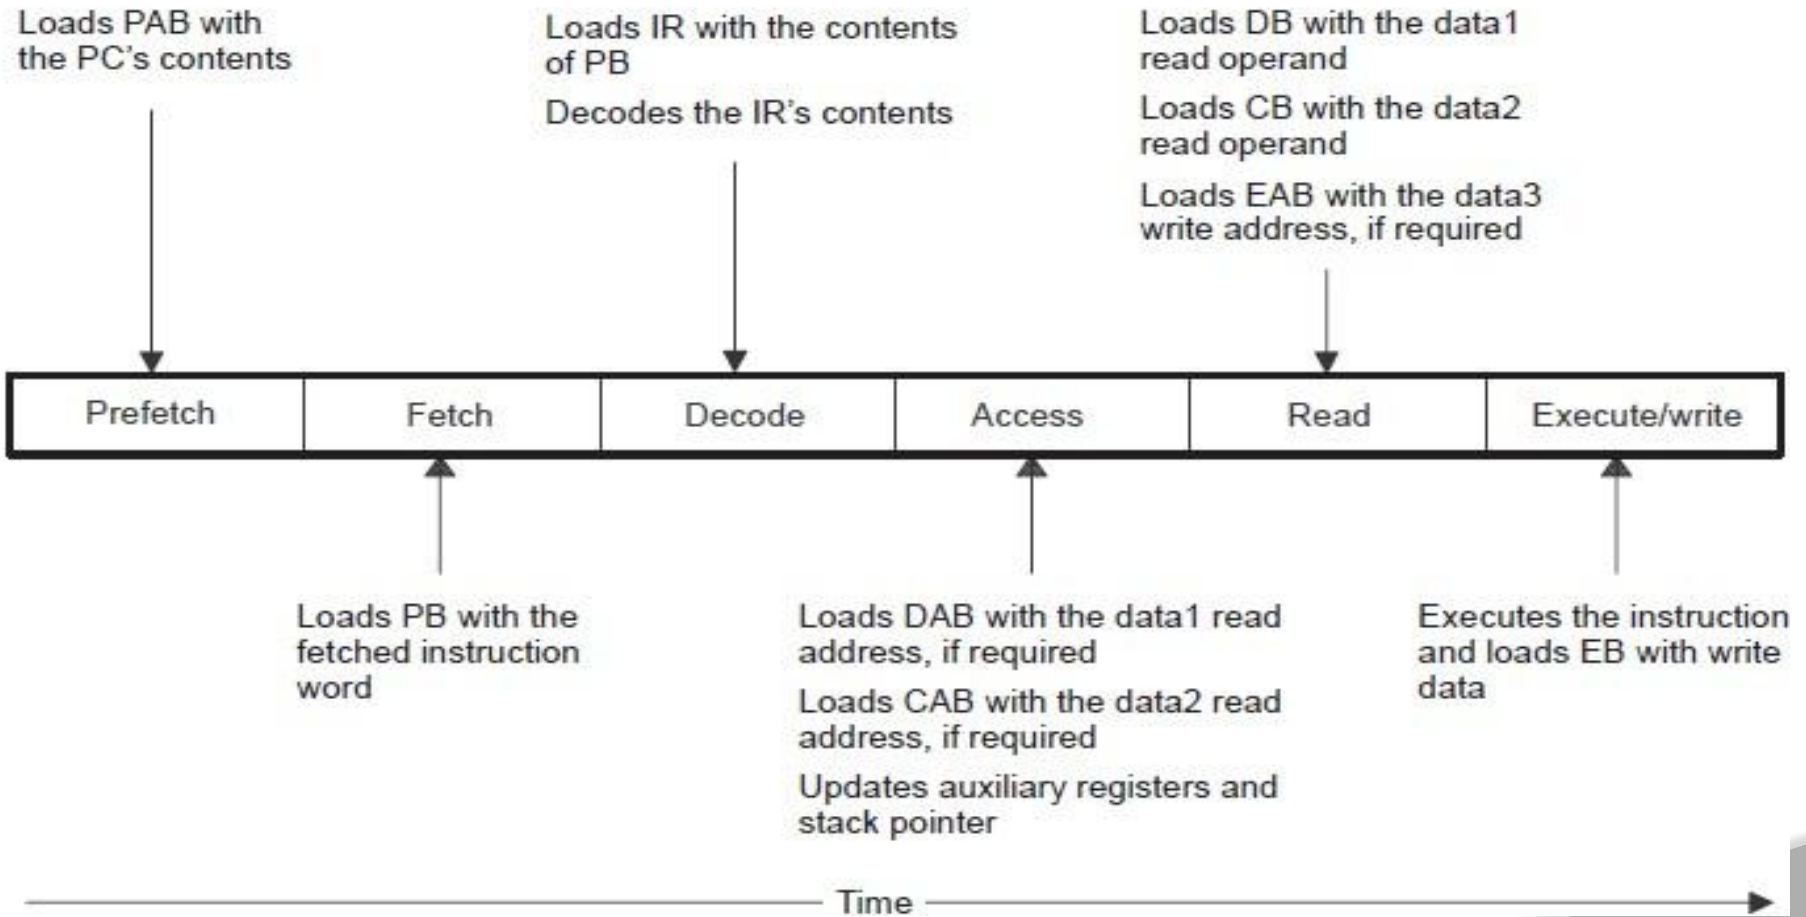 Loads PAB with
the PC's contents
Loads IR with the contents
of PB
Decodes the IR's contents
Loads DB with the data1
read operand
Loads CB with the data2
read operand
Loads EAB with the data3
write address, if required
Prefetch
Fetch
Decode
Access
Read
Execute/write
Loads PB with the
fetched instruction
word
Loads DAB with the data1 read
address, if required
Loads CAB with the data2 read
address, if required
Updates auxiliary registers and
stack pointer
Executes the instruction
and loads EB with write
data
Time